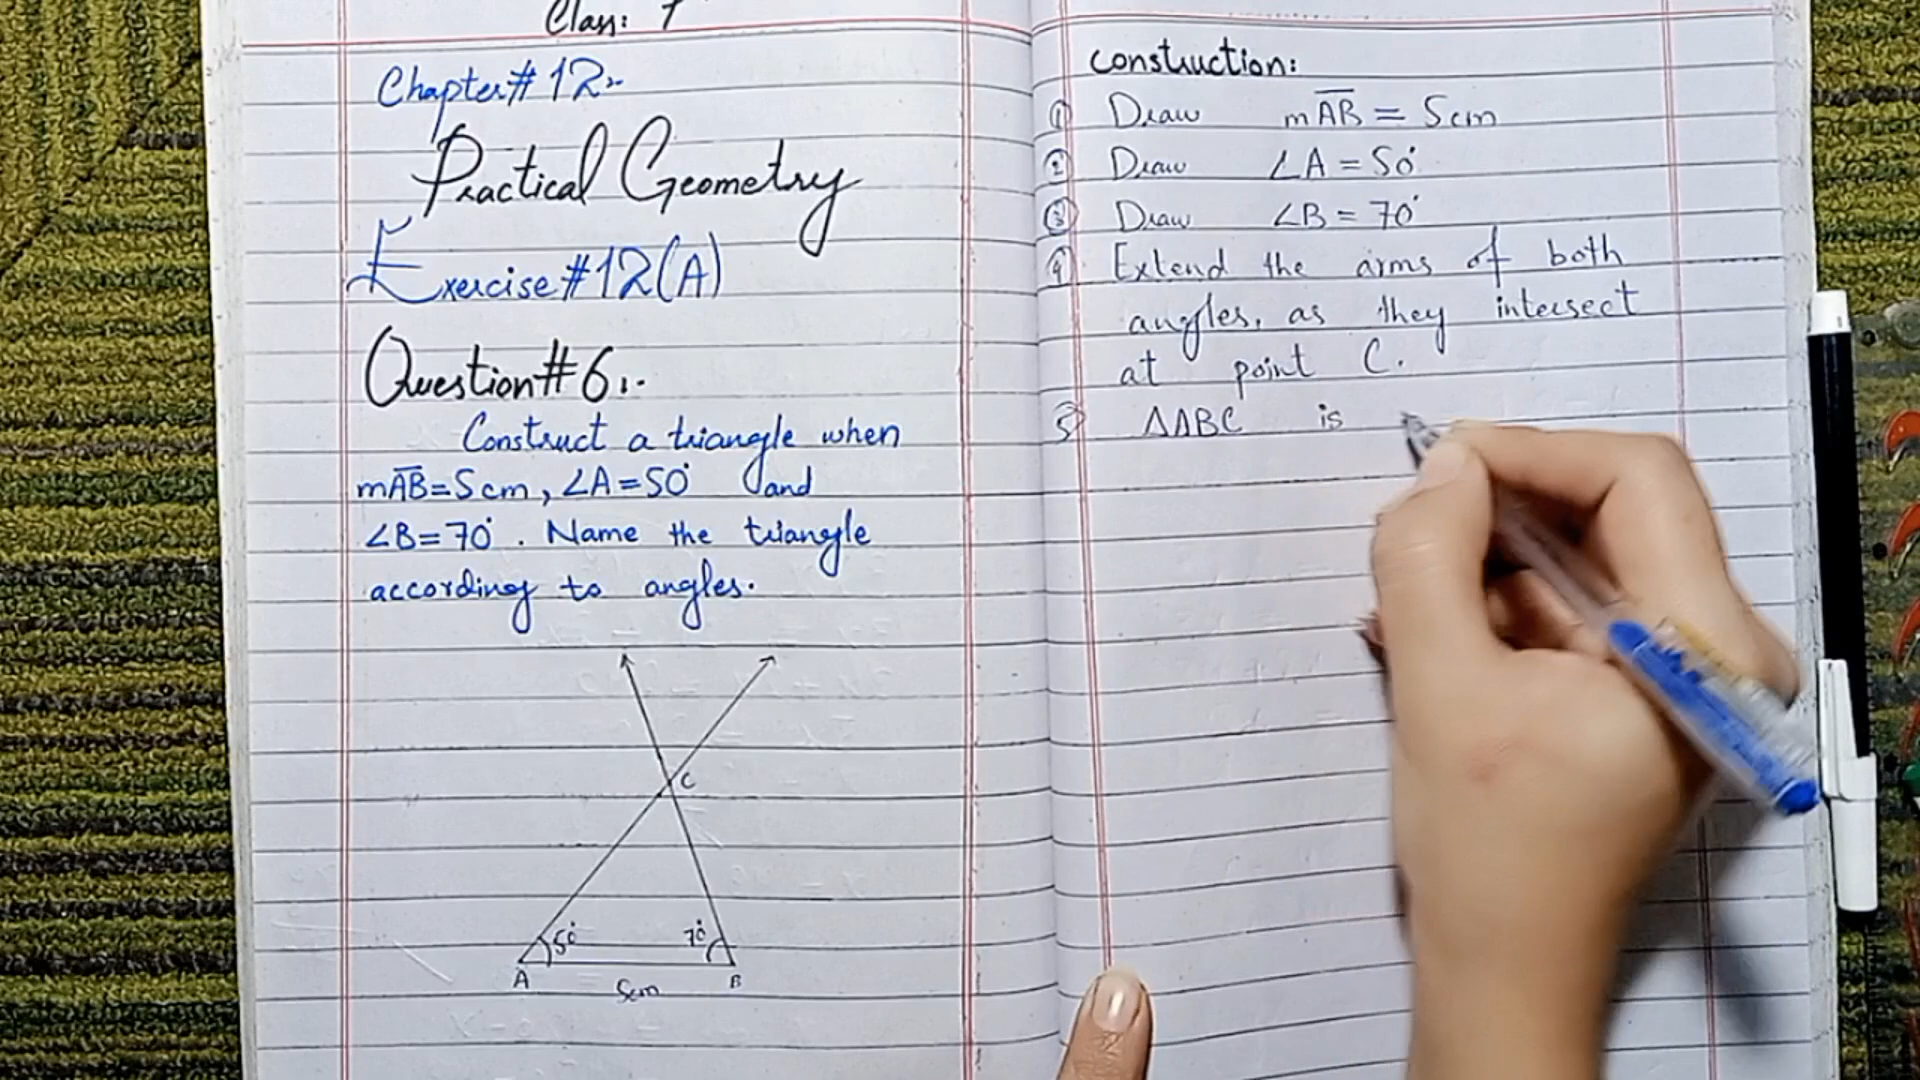 Class: 7
Chapter# 12:-
Practical Geometry
Exercise#12(A)
Question#6:-
Construct a triangle when
mAB̅=5cm, ∠A=50° and
∠B=70°. Name the triangle
according to angles.
C
50° 70°
A B
5cm
construction:
① Draw mAB̅ = 5cm
② Draw ∠A = 50°
③ Draw ∠B = 70°
④ Extend the arms of both
angles, as they intersect
at point C.
⑤ ΔABC is